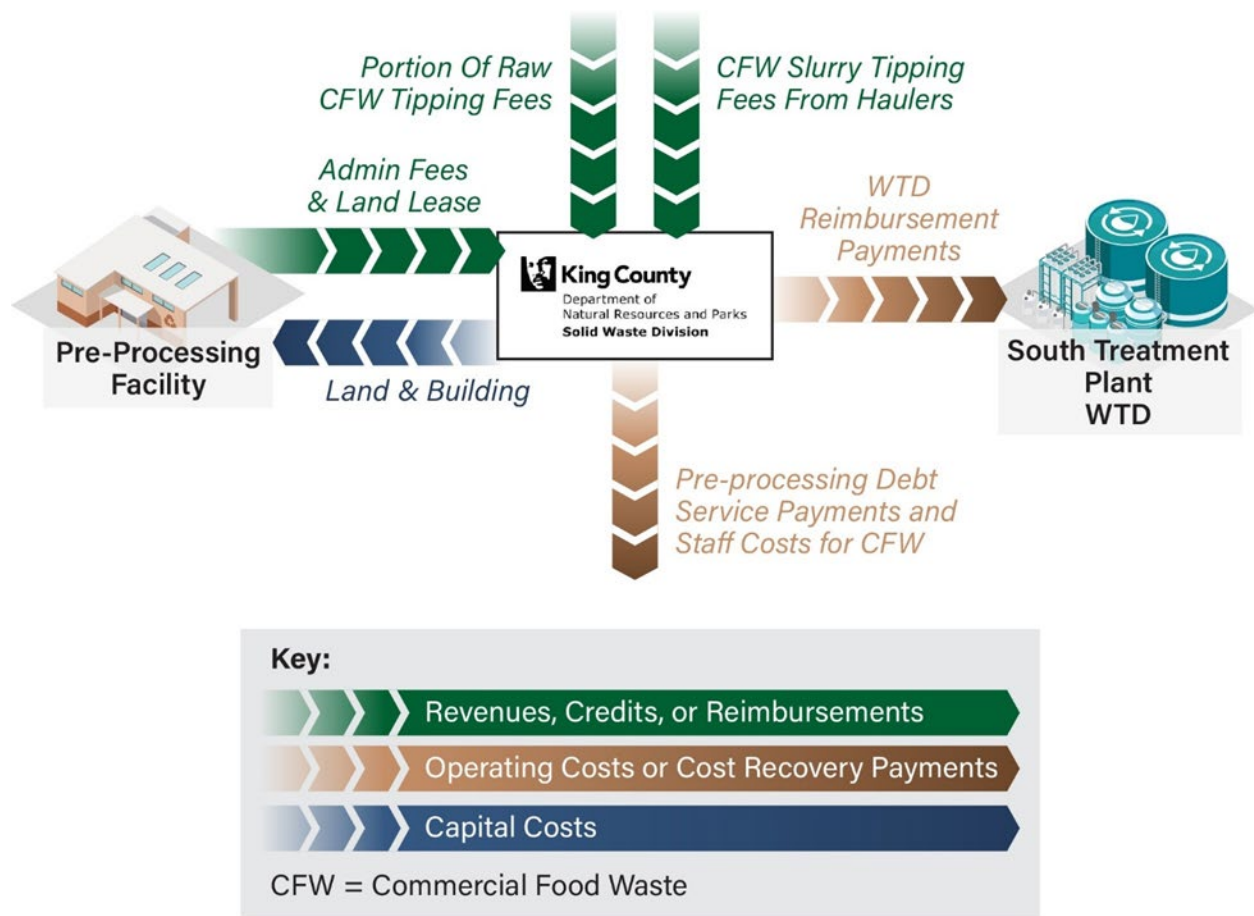 Portion Of Raw
CFW Tipping Fees
CFW Slurry Tipping
Fees From Haulers
Admin Fees
& Land Lease
WTD
Reimbursement
Payments
King County
Department of
Natural Resources and Parks
Solid Waste Division
Pre-Processing
Facility
Land & Building
South Treatment
Plant
WTD
Pre-processing Debt
Service Payments and
Staff Costs for CFW
Key:
Revenues, Credits, or Reimbursements
Operating Costs or Cost Recovery Payments
Capital Costs
CFW = Commercial Food Waste